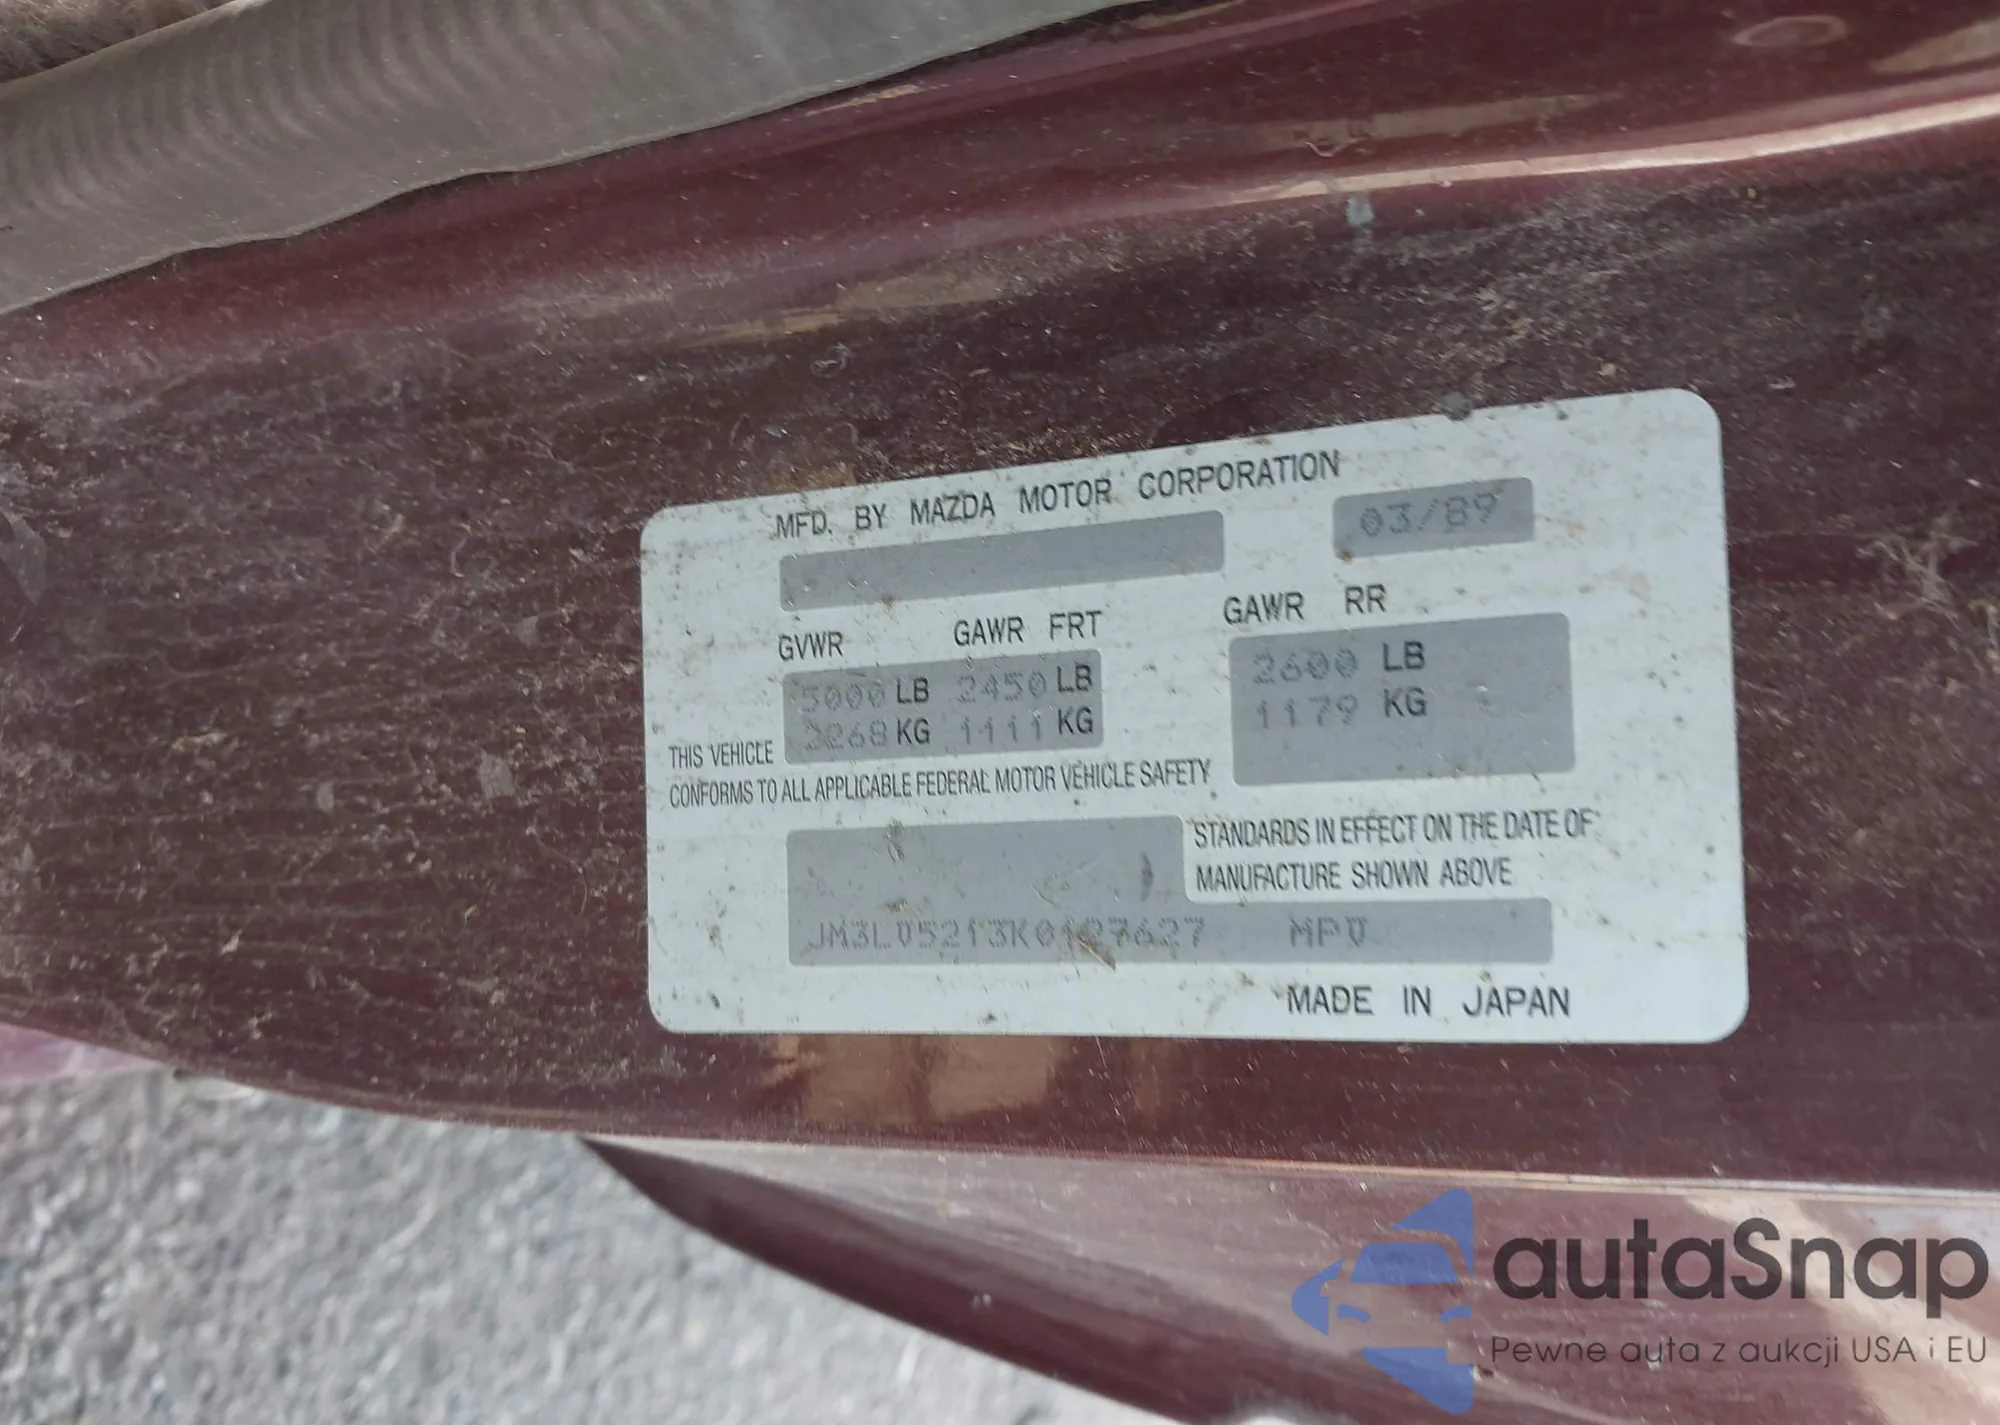 MFD. BY MAZDA MOTOR CORPORATION
03/89
GVWR GAWR FRT GAWR RR
5000 LB 2450 LB 2600 LB
2268 KG 1111 KG 1179 KG
THIS VEHICLE
CONFORMS TO ALL APPLICABLE FEDERAL MOTOR VEHICLE SAFETY
STANDARDS IN EFFECT ON THE DATE OF
MANUFACTURE SHOWN ABOVE
JM3LV5213K0127627 MPV
MADE IN JAPAN
autaSnap
Pewne auta z aukcji USA i EU